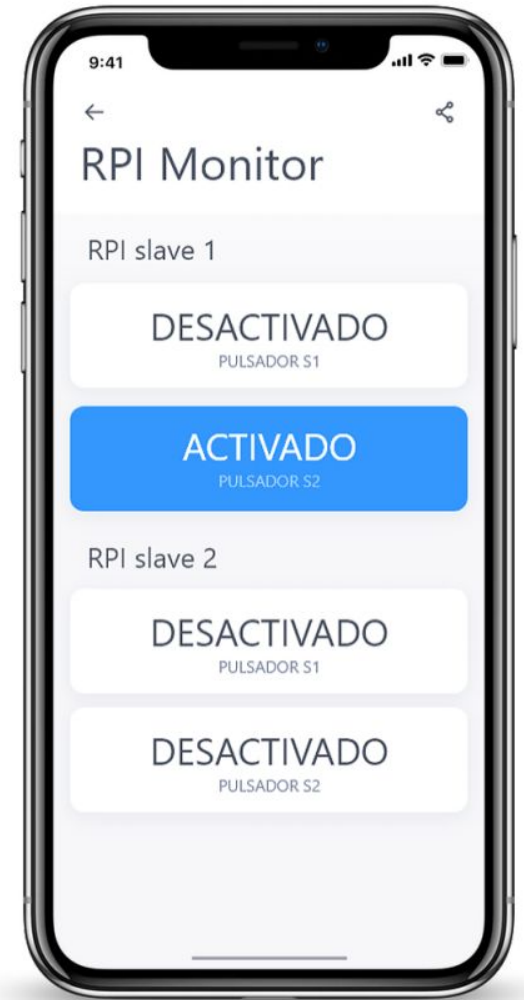 9:41
RPI Monitor
RPI slave 1
DESACTIVADO
PULSADOR S1
ACTIVADO
PULSADOR S2
RPI slave 2
DESACTIVADO
PULSADOR S1
DESACTIVADO
PULSADOR S2